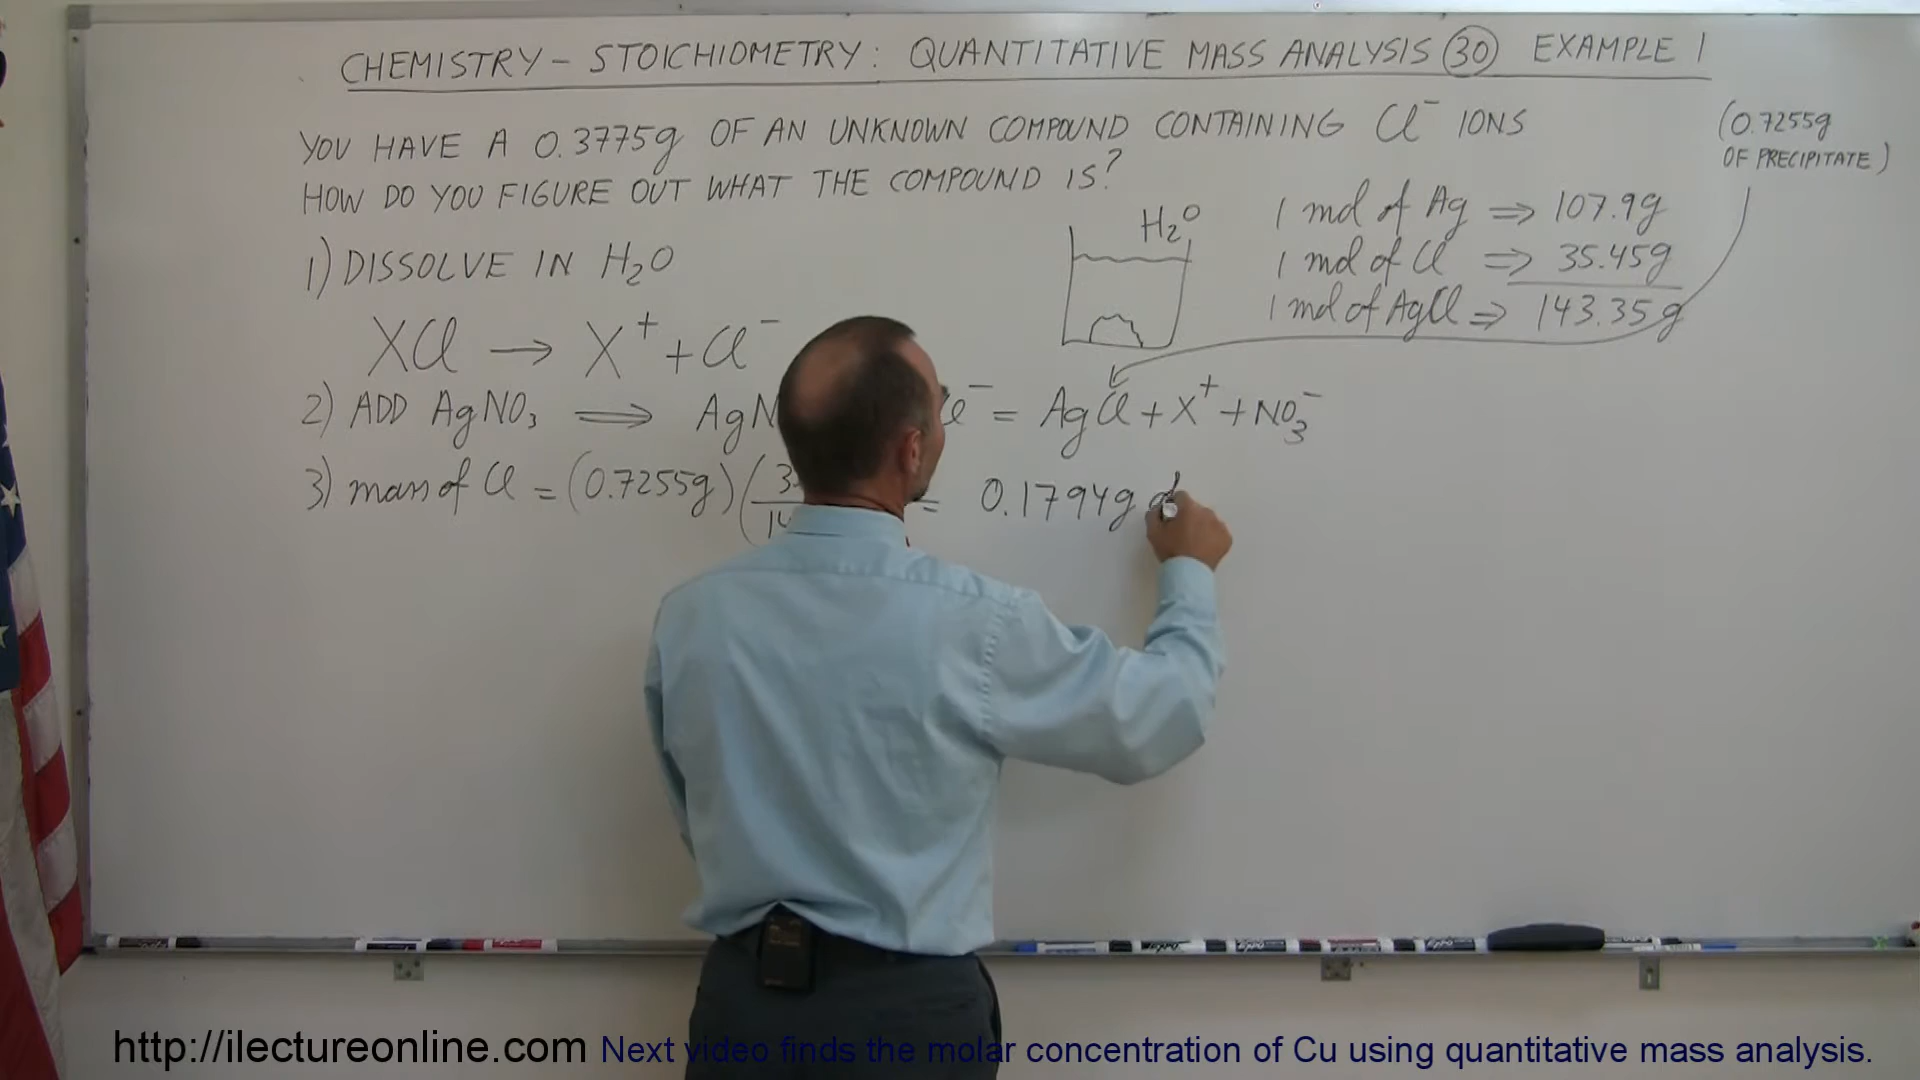 CHEMISTRY – STOICHIOMETRY: QUANTITATIVE MASS ANALYSIS 30 EXAMPLE 1
YOU HAVE A 0.3775g OF AN UNKNOWN COMPOUND CONTAINING Cl⁻ IONS
HOW DO YOU FIGURE OUT WHAT THE COMPOUND IS?
(0.7255g
OF PRECIPITATE)
1) DISSOLVE IN H₂O
H₂O
1 mol of Ag ⇒ 107.9g
1 mol of Cl ⇒ 35.45g
1 mol of AgCl ⇒ 143.35g
XCl → X⁺ + Cl⁻
2) ADD AgNO₃ ⟹ AgN Cl⁻ = AgCl + X⁺ + NO₃⁻
3) mass of Cl = (0.7255g)(3 / 14 = 0.1794g
http://ilectureonline.com Next video finds the molar concentration of Cu using quantitative mass analysis.